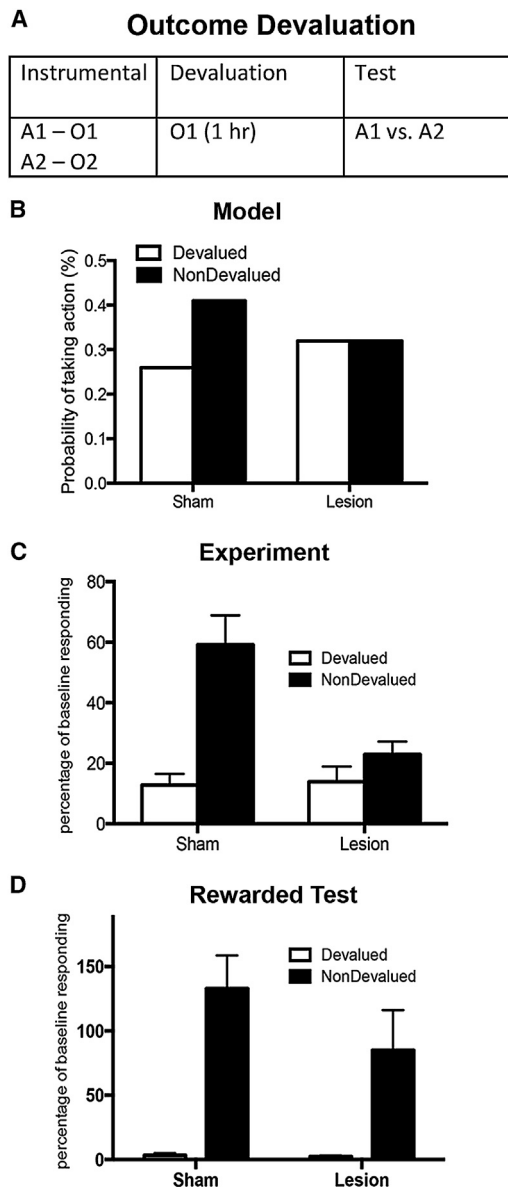 A
Outcome Devaluation
Instrumental Devaluation Test
A1 – O1 O1 (1 hr) A1 vs. A2
A2 – O2
B
Model
Devalued
NonDevalued
Probability of taking action (%)
0.5
0.4
0.3
0.2
0.1
0.0
Sham Lesion
C
Experiment
percentage of baseline responding
80
60
40
20
0
Devalued
NonDevalued
Sham Lesion
D
Rewarded Test
percentage of baseline responding
150
100
50
0
Devalued
NonDevalued
Sham Lesion